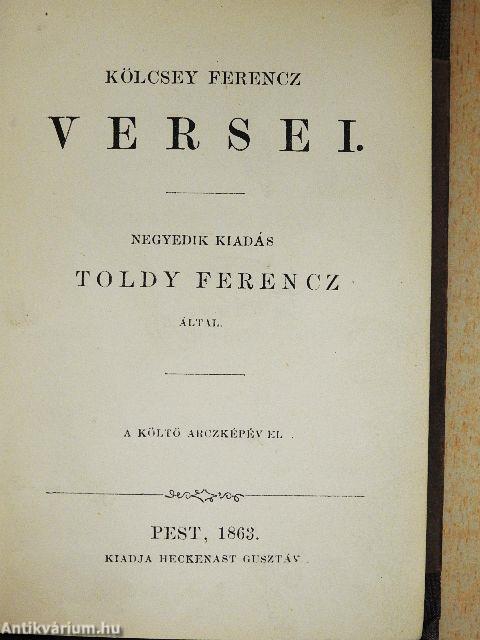 KÖLCSEY FERENCZ
VERSEI.
NEGYEDIK KIADÁS
TOLDY FERENCZ
ÁLTAL.
A KÖLTŐ ARCZKÉPÉVEL.
PEST, 1863.
KIADJA HECKENAST GUSZTÁV.
Antikvárium.hu